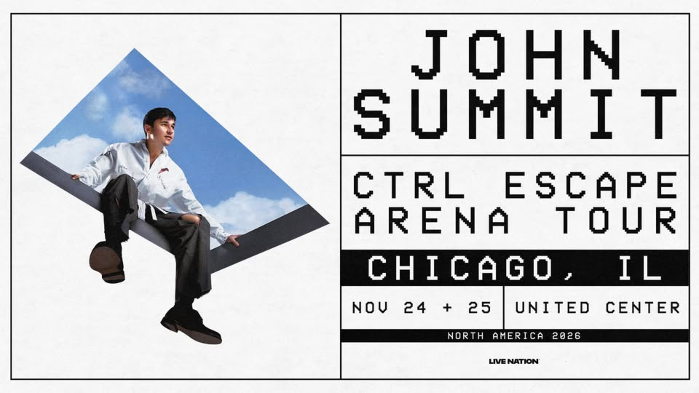 JOHN
SUMMIT
CTRL ESCAPE
ARENA TOUR
CHICAGO, IL
NOV 24 + 25
UNITED CENTER
NORTH AMERICA 2026
LIVE NATION